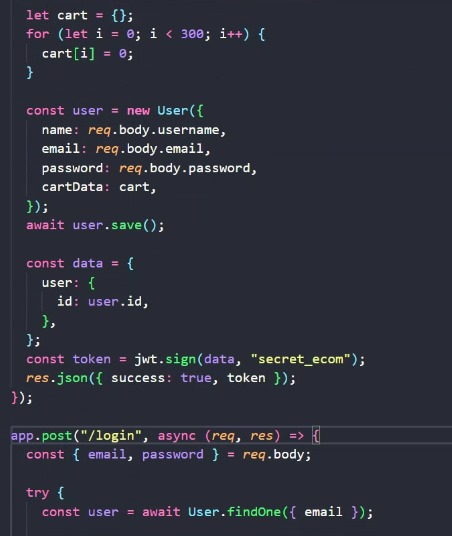 let cart = {};
for (let i = 0; i < 300; i++) {
cart[i] = 0;
}
const user = new User({
name: req.body.username,
email: req.body.email,
password: req.body.password,
cartData: cart,
});
await user.save();
const data = {
user: {
id: user.id,
},
};
const token = jwt.sign(data, "secret_ecom");
res.json({ success: true, token });
});
app.post("/login", async (req, res) => {
const { email, password } = req.body;
try {
const user = await User.findOne({ email });